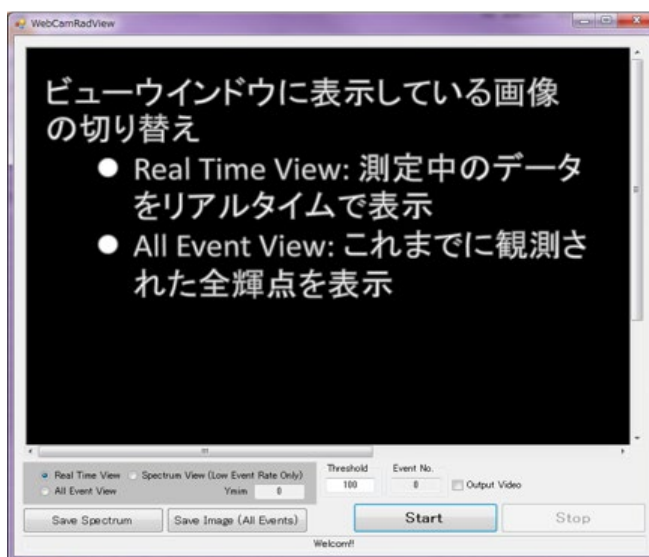 WebCamRadView
ビューウインドウに表示している画像
の切り替え
● Real Time View: 測定中のデータ
をリアルタイムで表示
● All Event View: これまでに観測さ
れた全輝点を表示
Real Time View Spectrum View (Low Event Rate Only)
All Event View Ymim 0
Threshold Event No.
100 0 Output Video
Save Spectrum Save Image (All Events) Start Stop
Welcom!!